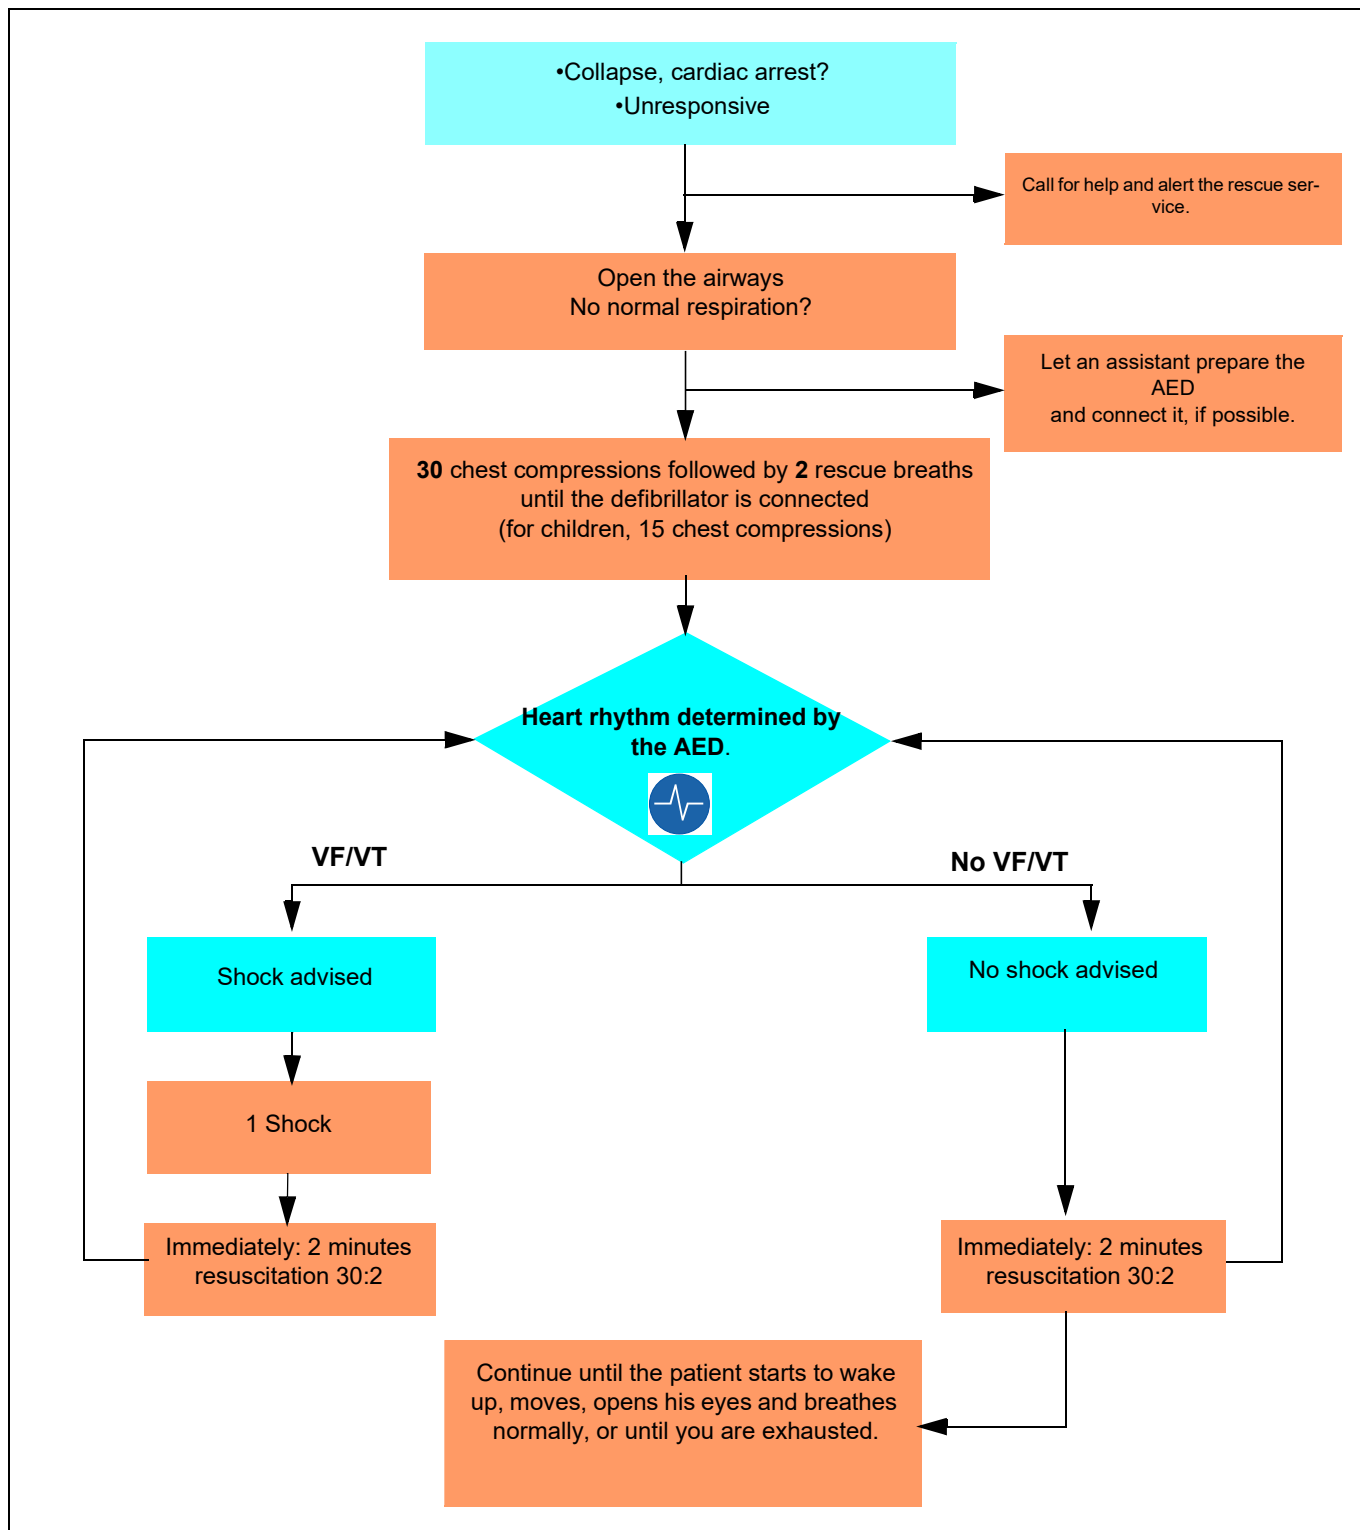 •Collapse, cardiac arrest?
•Unresponsive
Call for help and alert the rescue ser-
vice.
Open the airways
No normal respiration?
Let an assistant prepare the
AED
and connect it, if possible.
30 chest compressions followed by 2 rescue breaths
until the defibrillator is connected
(for children, 15 chest compressions)
Heart rhythm determined by
the AED.
VF/VT
No VF/VT
Shock advised
No shock advised
1 Shock
Immediately: 2 minutes
resuscitation 30:2
Immediately: 2 minutes
resuscitation 30:2
Continue until the patient starts to wake
up, moves, opens his eyes and breathes
normally, or until you are exhausted.